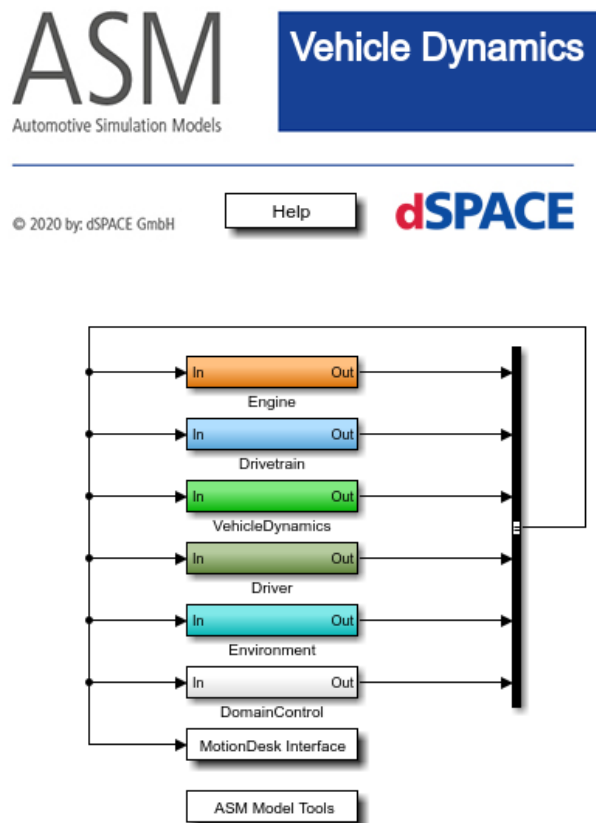 ASM
Automotive Simulation Models
Vehicle Dynamics
© 2020 by: dSPACE GmbH
Help
dSPACE
In Out
Engine
In Out
Drivetrain
In Out
VehicleDynamics
In Out
Driver
In Out
Environment
In Out
DomainControl
MotionDesk Interface
ASM Model Tools